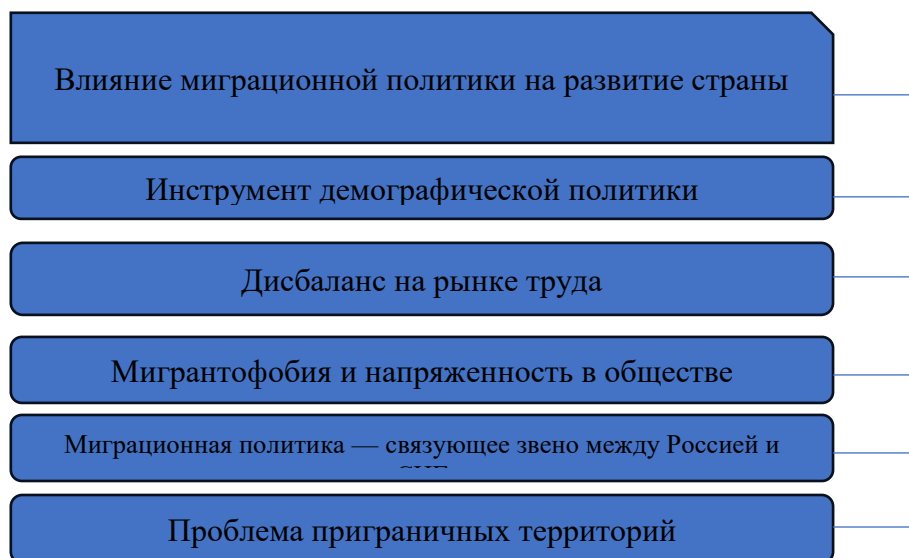 Влияние миграционной политики на развитие страны
Инструмент демографической политики
Дисбаланс на рынке труда
Мигрантофобия и напряженность в обществе
Миграционная политика — связующее звено между Россией и
Проблема приграничных территорий